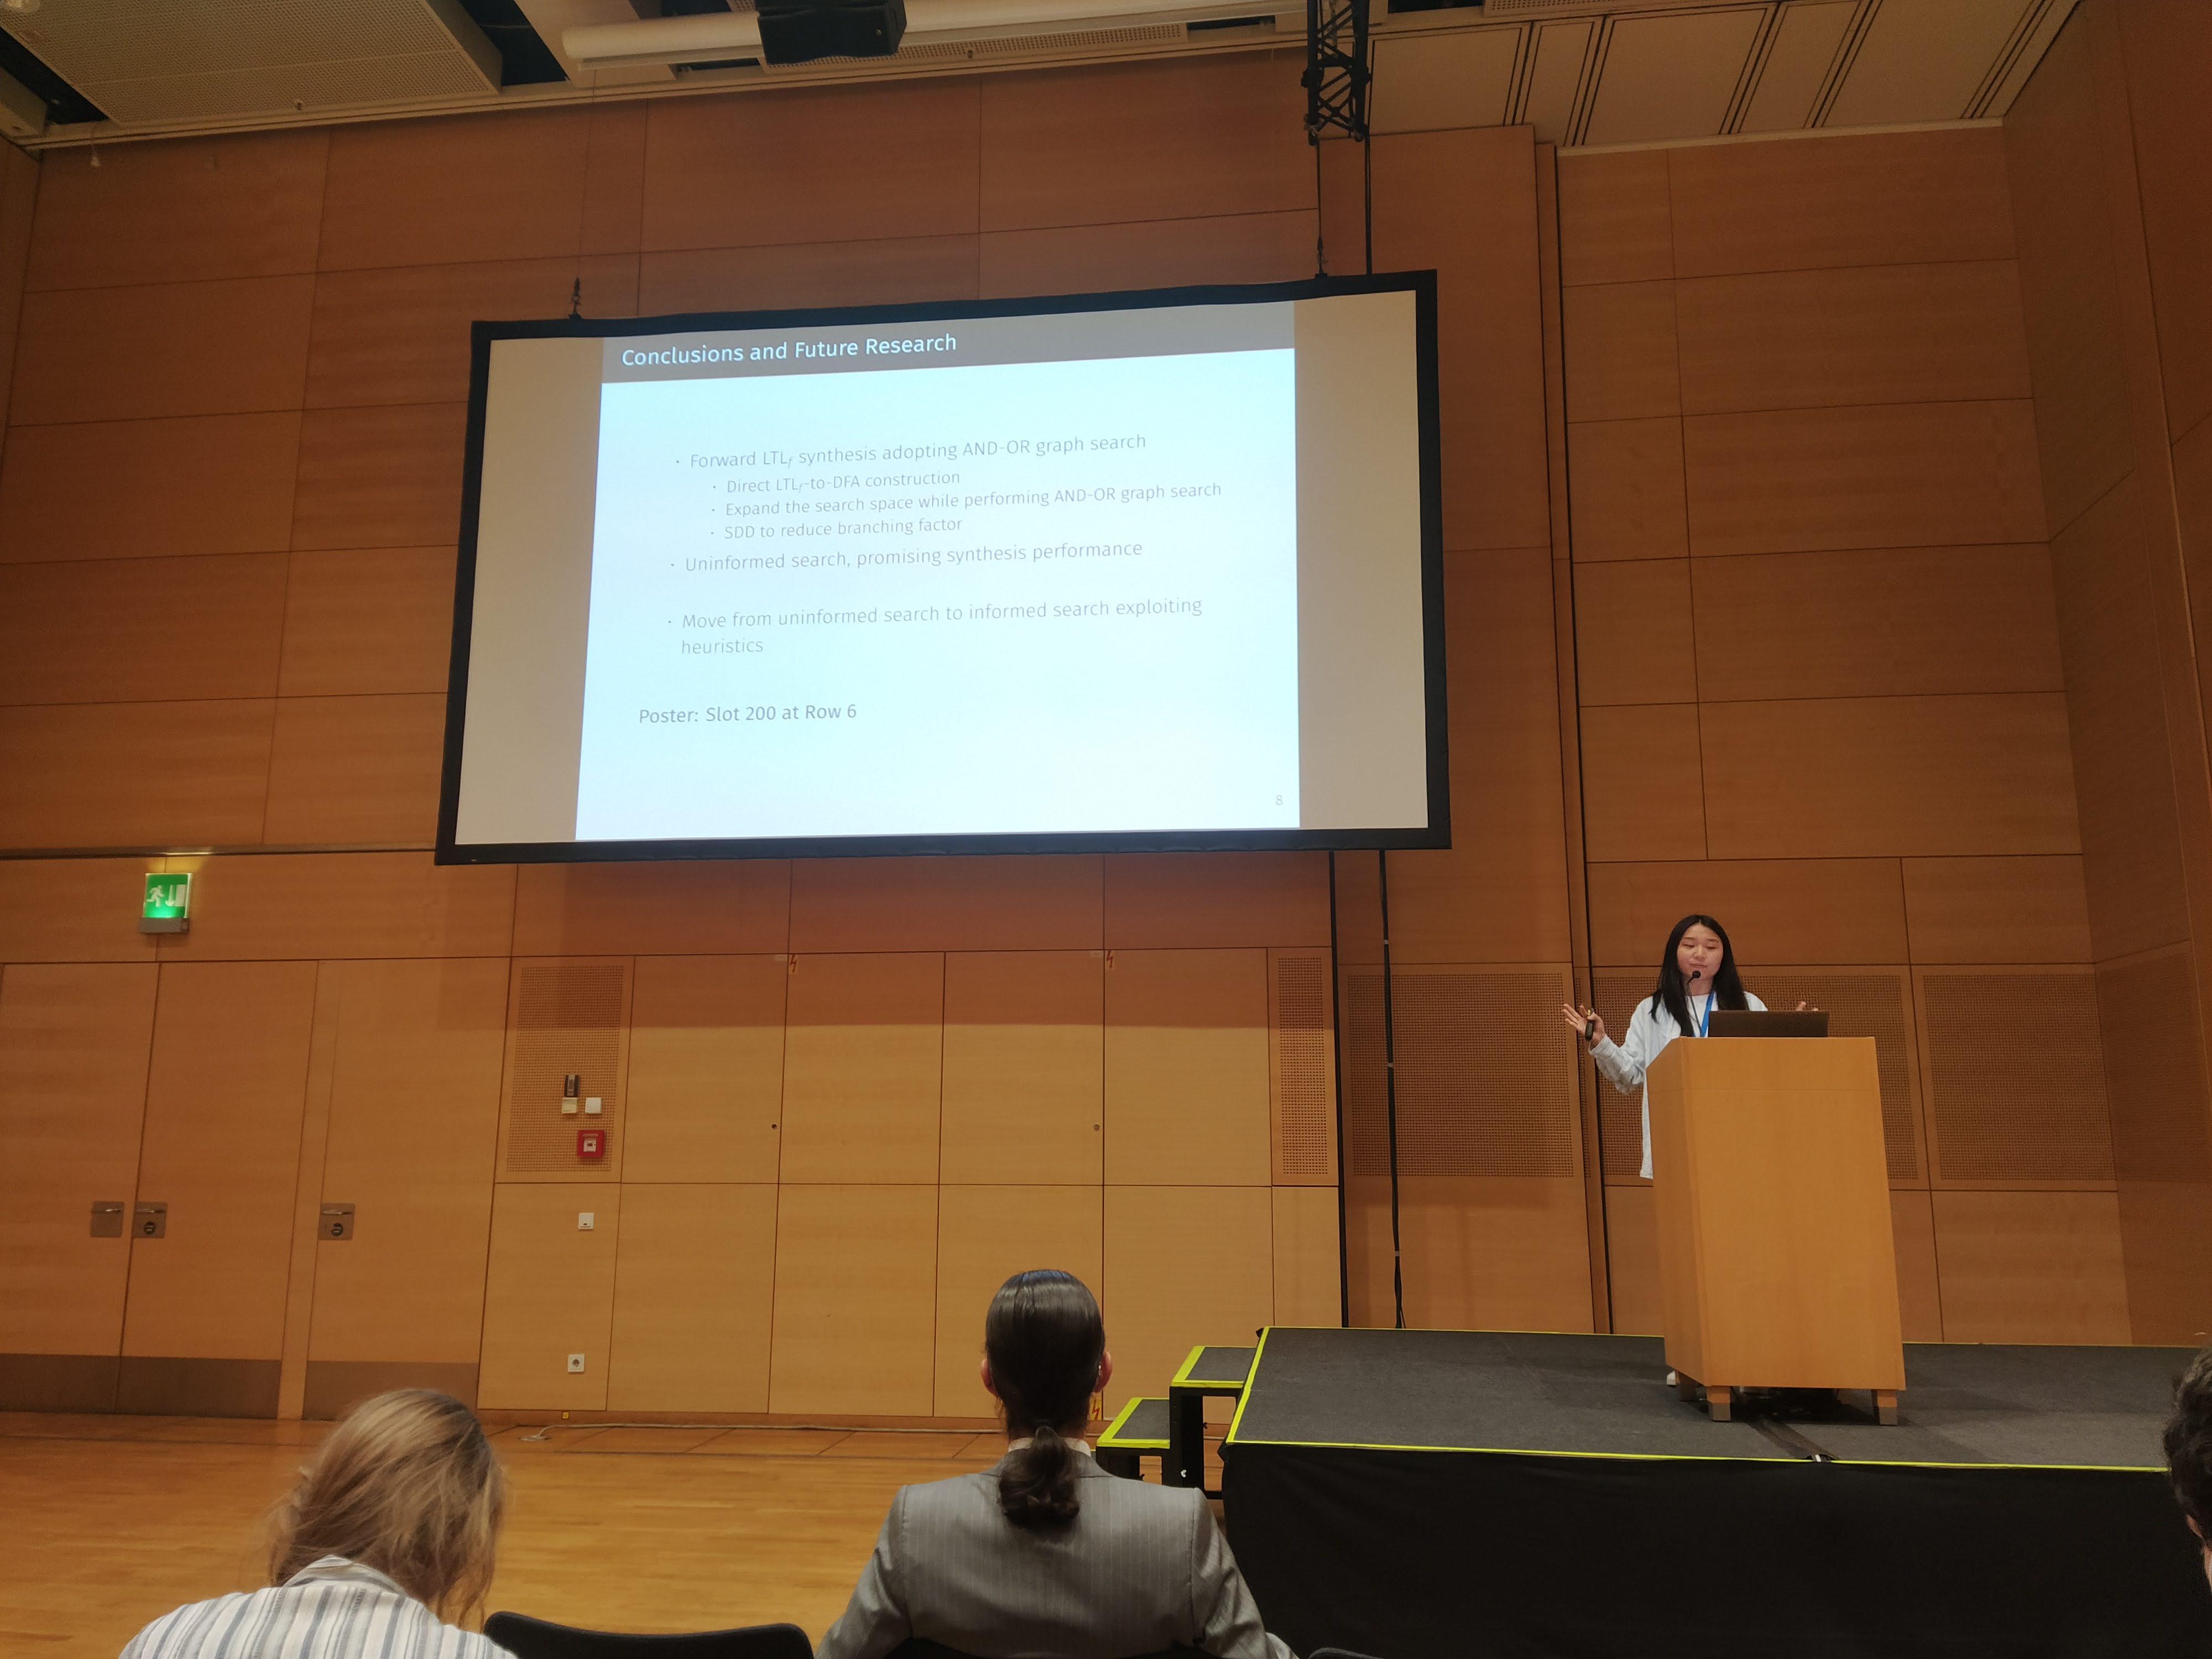 Conclusions and Future Research
· Forward LTLf synthesis adopting AND-OR graph search
· Direct LTLf-to-DFA construction
· Expand the search space while performing AND-OR graph search
· SDD to reduce branching factor
· Uninformed search, promising synthesis performance
· Move from uninformed search to informed search exploiting
heuristics
Poster: Slot 200 at Row 6
8